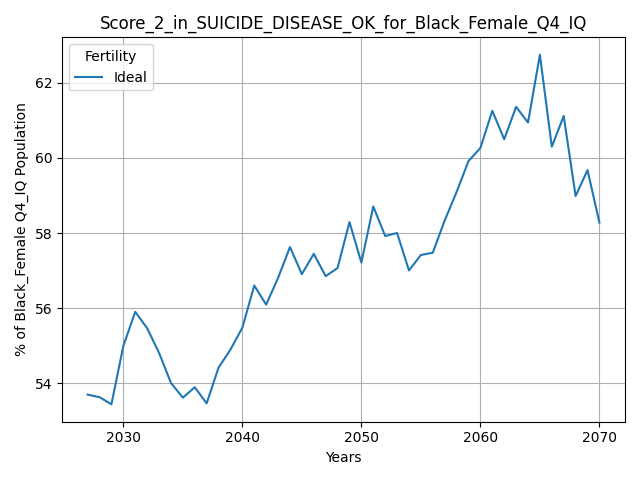 Score_2_in_SUICIDE_DISEASE_OK_for_Black_Female_Q4_IQ
Fertility
Ideal
% of Black_Female Q4_IQ Population
62
60
58
56
54
2030 2040 2050 2060 2070
Years